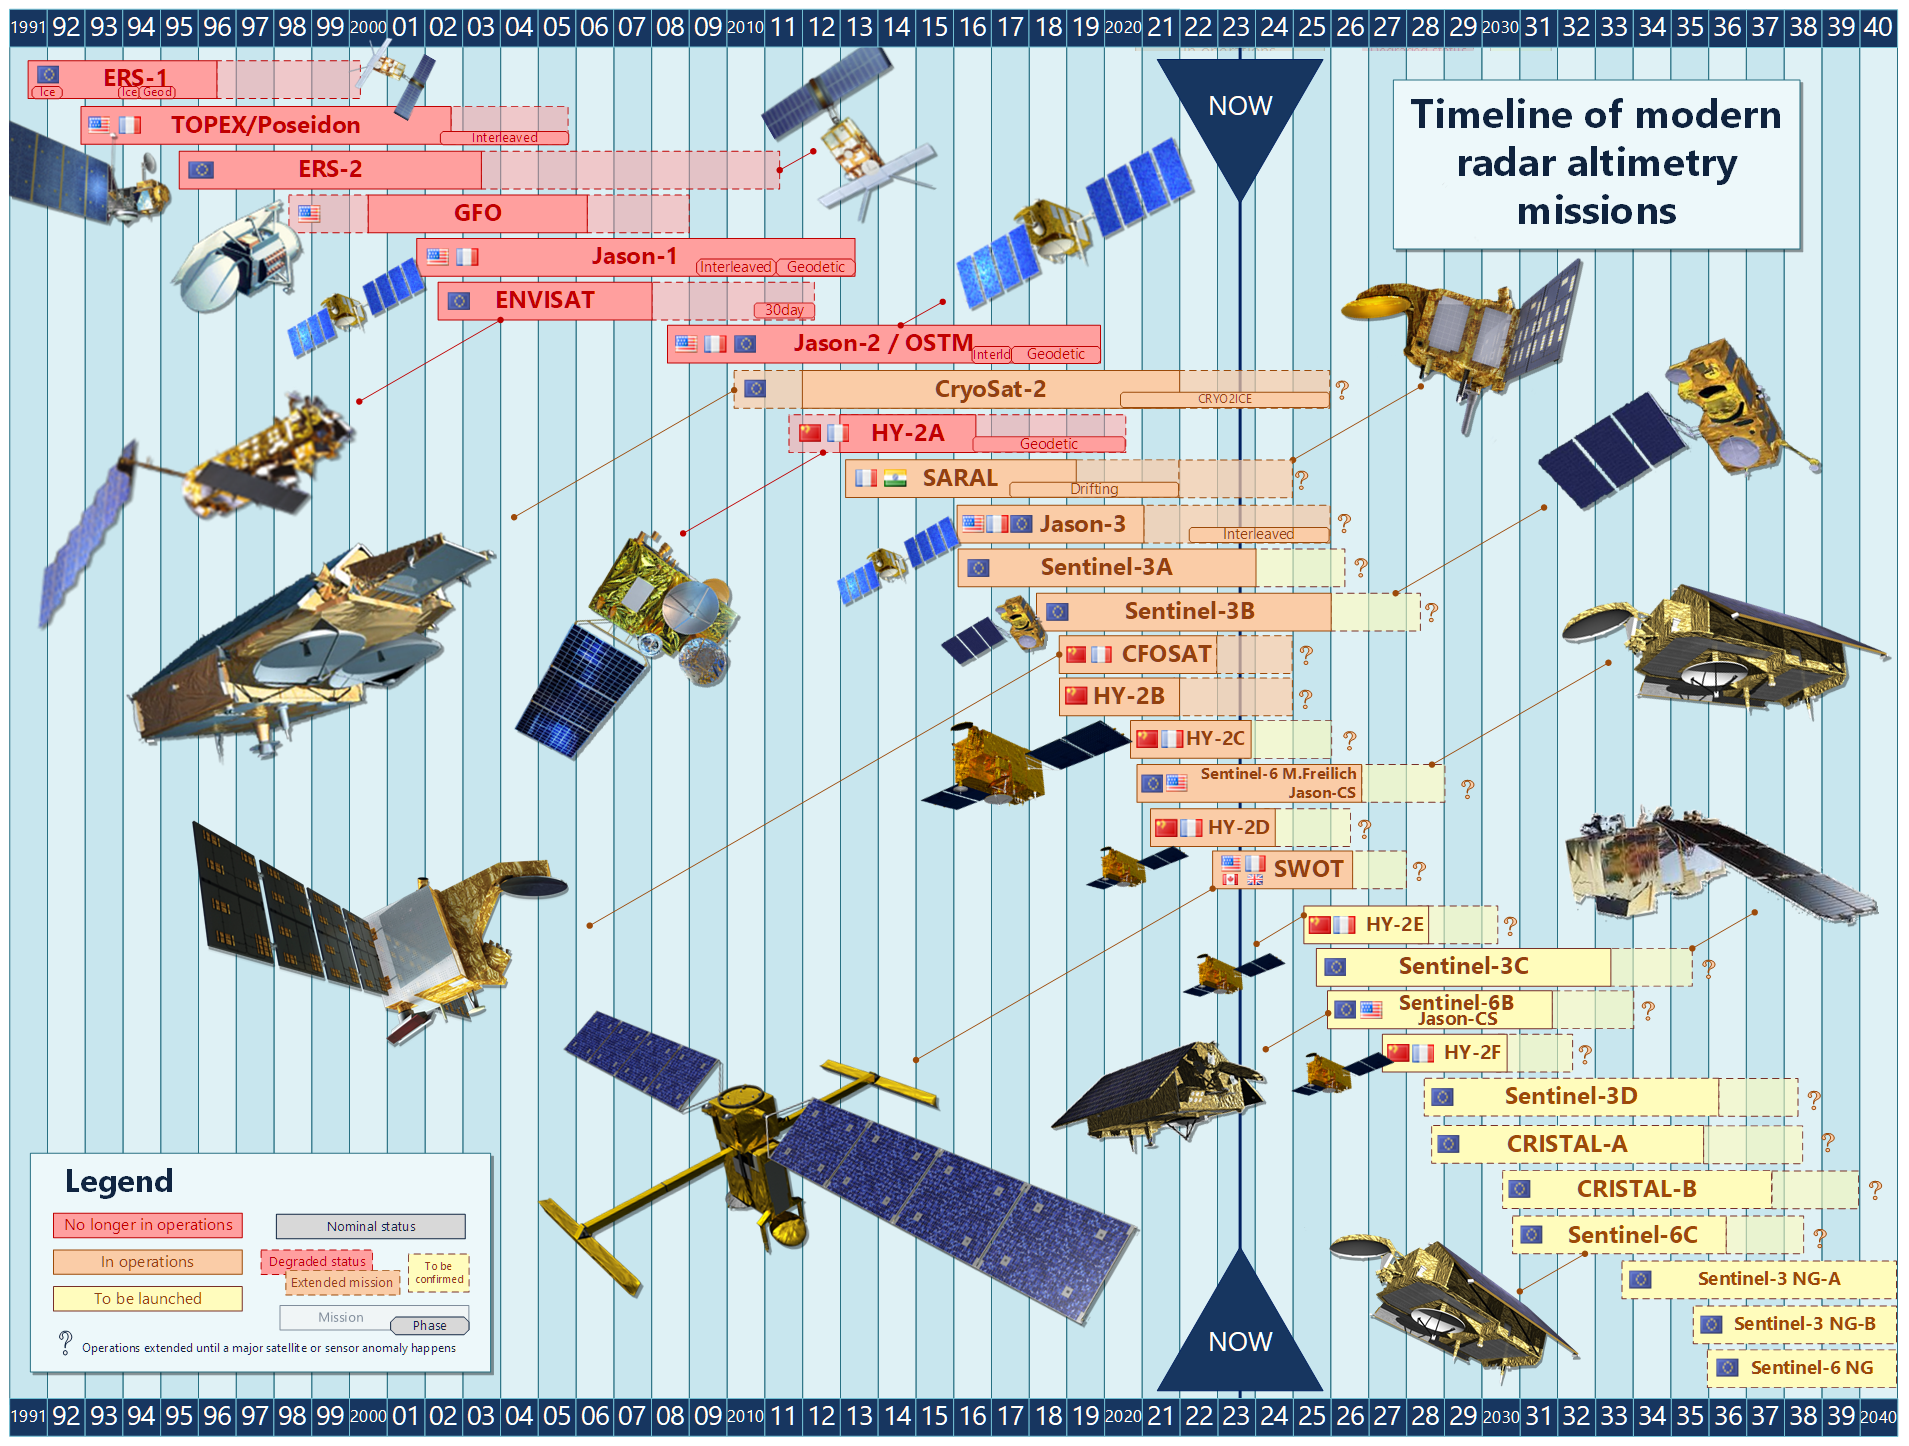 1991 92 93 94 95 96 97 98 99 2000 01 02 03 04 05 06 07 08 09 2010 11 12 13 14 15 16 17 18 19 2020 21 22 23 24 25 26 27 28 29 2030 31 32 33 34 35 36 37 38 39 40
NOW
Timeline of modern
radar altimetry
missions
ERS-1
Ice Ice Geod
TOPEX/Poseidon
Interleaved
ERS-2
GFO
Jason-1
Interleaved Geodetic
ENVISAT
30day
Jason-2 / OSTM
Interld Geodetic
CryoSat-2 ?
CRYO2ICE
HY-2A
Geodetic
SARAL ?
Drifting
Jason-3 ?
Interleaved
Sentinel-3A ?
Sentinel-3B ?
CFOSAT ?
HY-2B ?
HY-2C ?
Sentinel-6 M.Freilich
Jason-CS ?
HY-2D ?
SWOT ?
HY-2E ?
Sentinel-3C ?
Sentinel-6B
Jason-CS ?
HY-2F ?
Sentinel-3D ?
CRISTAL-A ?
CRISTAL-B ?
Sentinel-6C ?
Sentinel-3 NG-A
Sentinel-3 NG-B
Sentinel-6 NG
Legend
No longer in operations
In operations
To be launched
Nominal status
Degraded status
Extended mission
To be
confirmed
Mission
Phase
? Operations extended until a major satellite or sensor anomaly happens
NOW
1991 92 93 94 95 96 97 98 99 2000 01 02 03 04 05 06 07 08 09 2010 11 12 13 14 15 16 17 18 19 2020 21 22 23 24 25 26 27 28 29 2030 31 32 33 34 35 36 37 38 39 2040